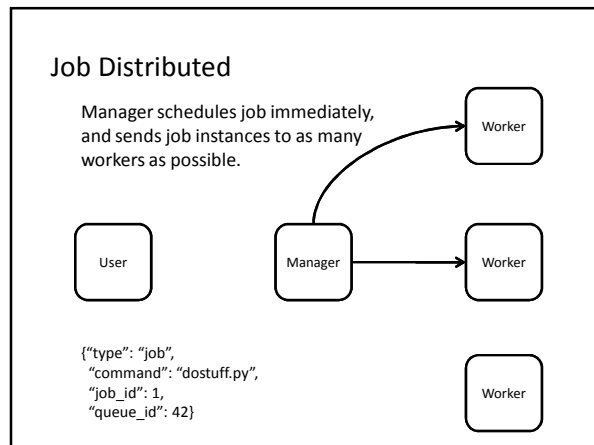 Job Distributed
Manager schedules job immediately,
and sends job instances to as many
workers as possible.
Worker
User
Manager
Worker
{“type”: “job”,
“command”: “dostuff.py”,
“job_id”: 1,
“queue_id”: 42}
Worker